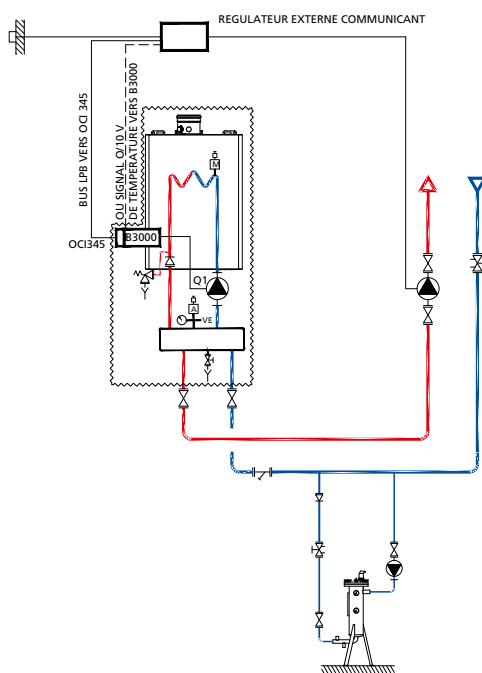 REGULATEUR EXTERNE COMMUNICANT
BUS LPB VERS OCI 345
OU SIGNAL O/10 V
DE TEMPERATURE VERS B3000
M
OCI345
B3000
Q1
A
VE